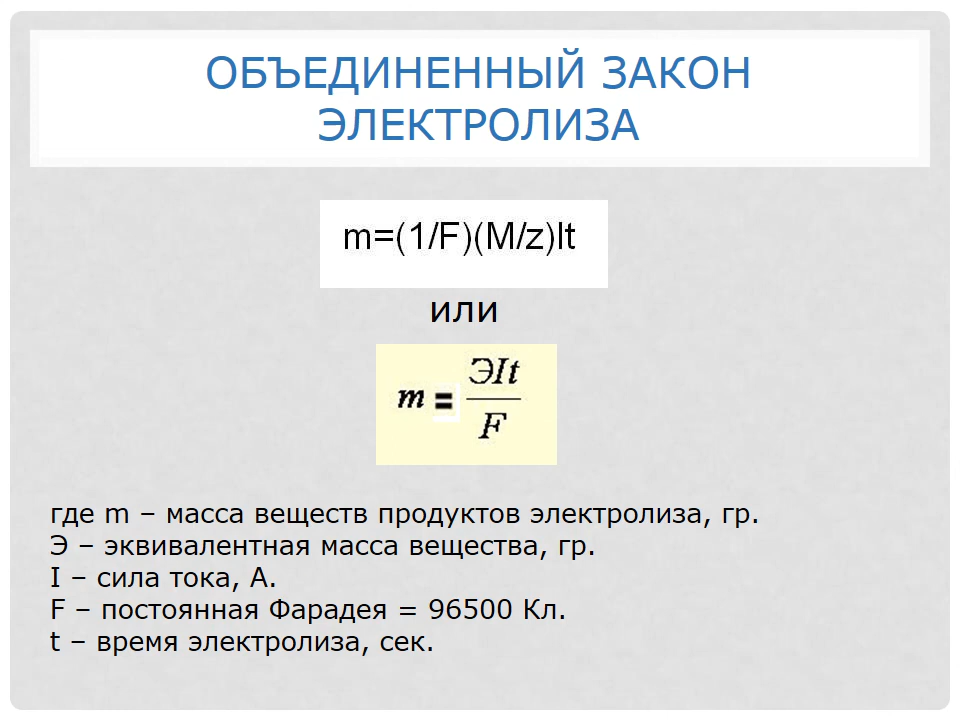 ОБЪЕДИНЕННЫЙ ЗАКОН
ЭЛЕКТРОЛИЗА
m=(1/F)(M/z)It
или
m = ЭIt
F
где m – масса веществ продуктов электролиза, гр.
Э – эквивалентная масса вещества, гр.
I – сила тока, А.
F – постоянная Фарадея = 96500 Кл.
t – время электролиза, сек.